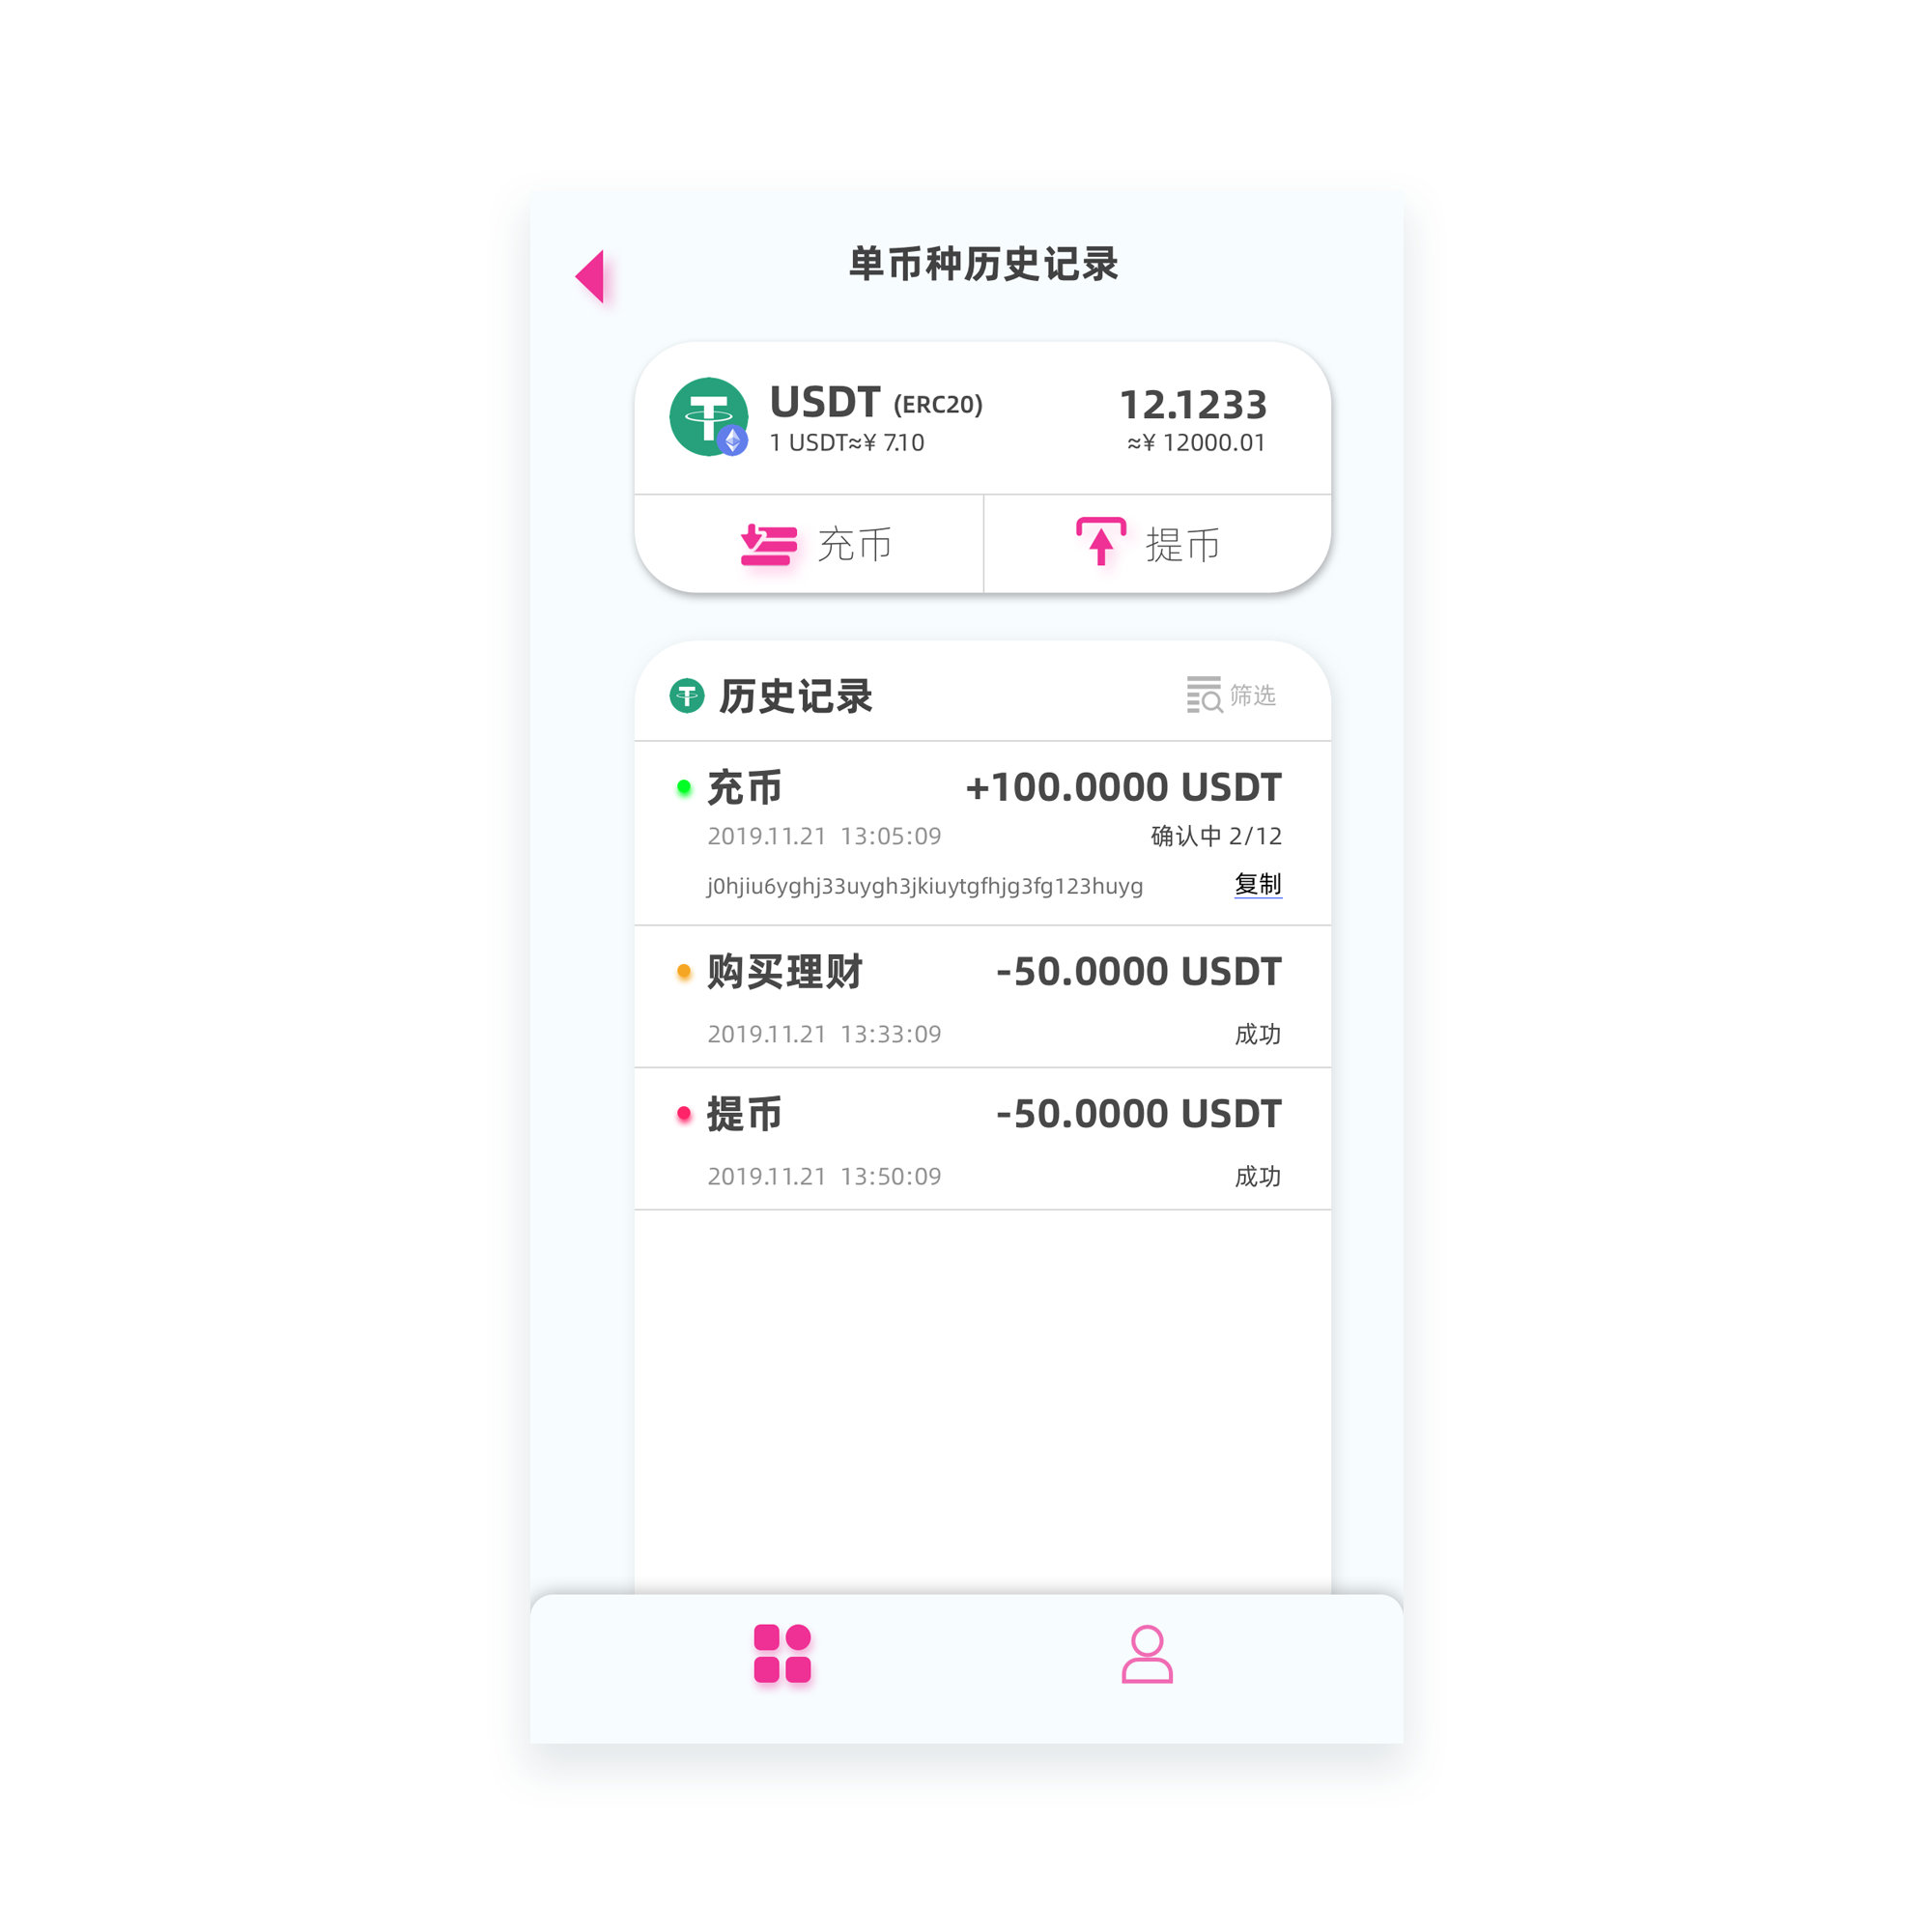 单币种历史记录
USDT (ERC20) 12.1233
1 USDT≈¥ 7.10 ≈¥ 12000.01
充币 提币
历史记录 筛选
充币 +100.0000 USDT
2019.11.21 13:05:09 确认中 2/12
j0hjiu6yghj33uygh3jkiuytgfhjg3fg123huyg 复制
购买理财 -50.0000 USDT
2019.11.21 13:33:09 成功
提币 -50.0000 USDT
2019.11.21 13:50:09 成功